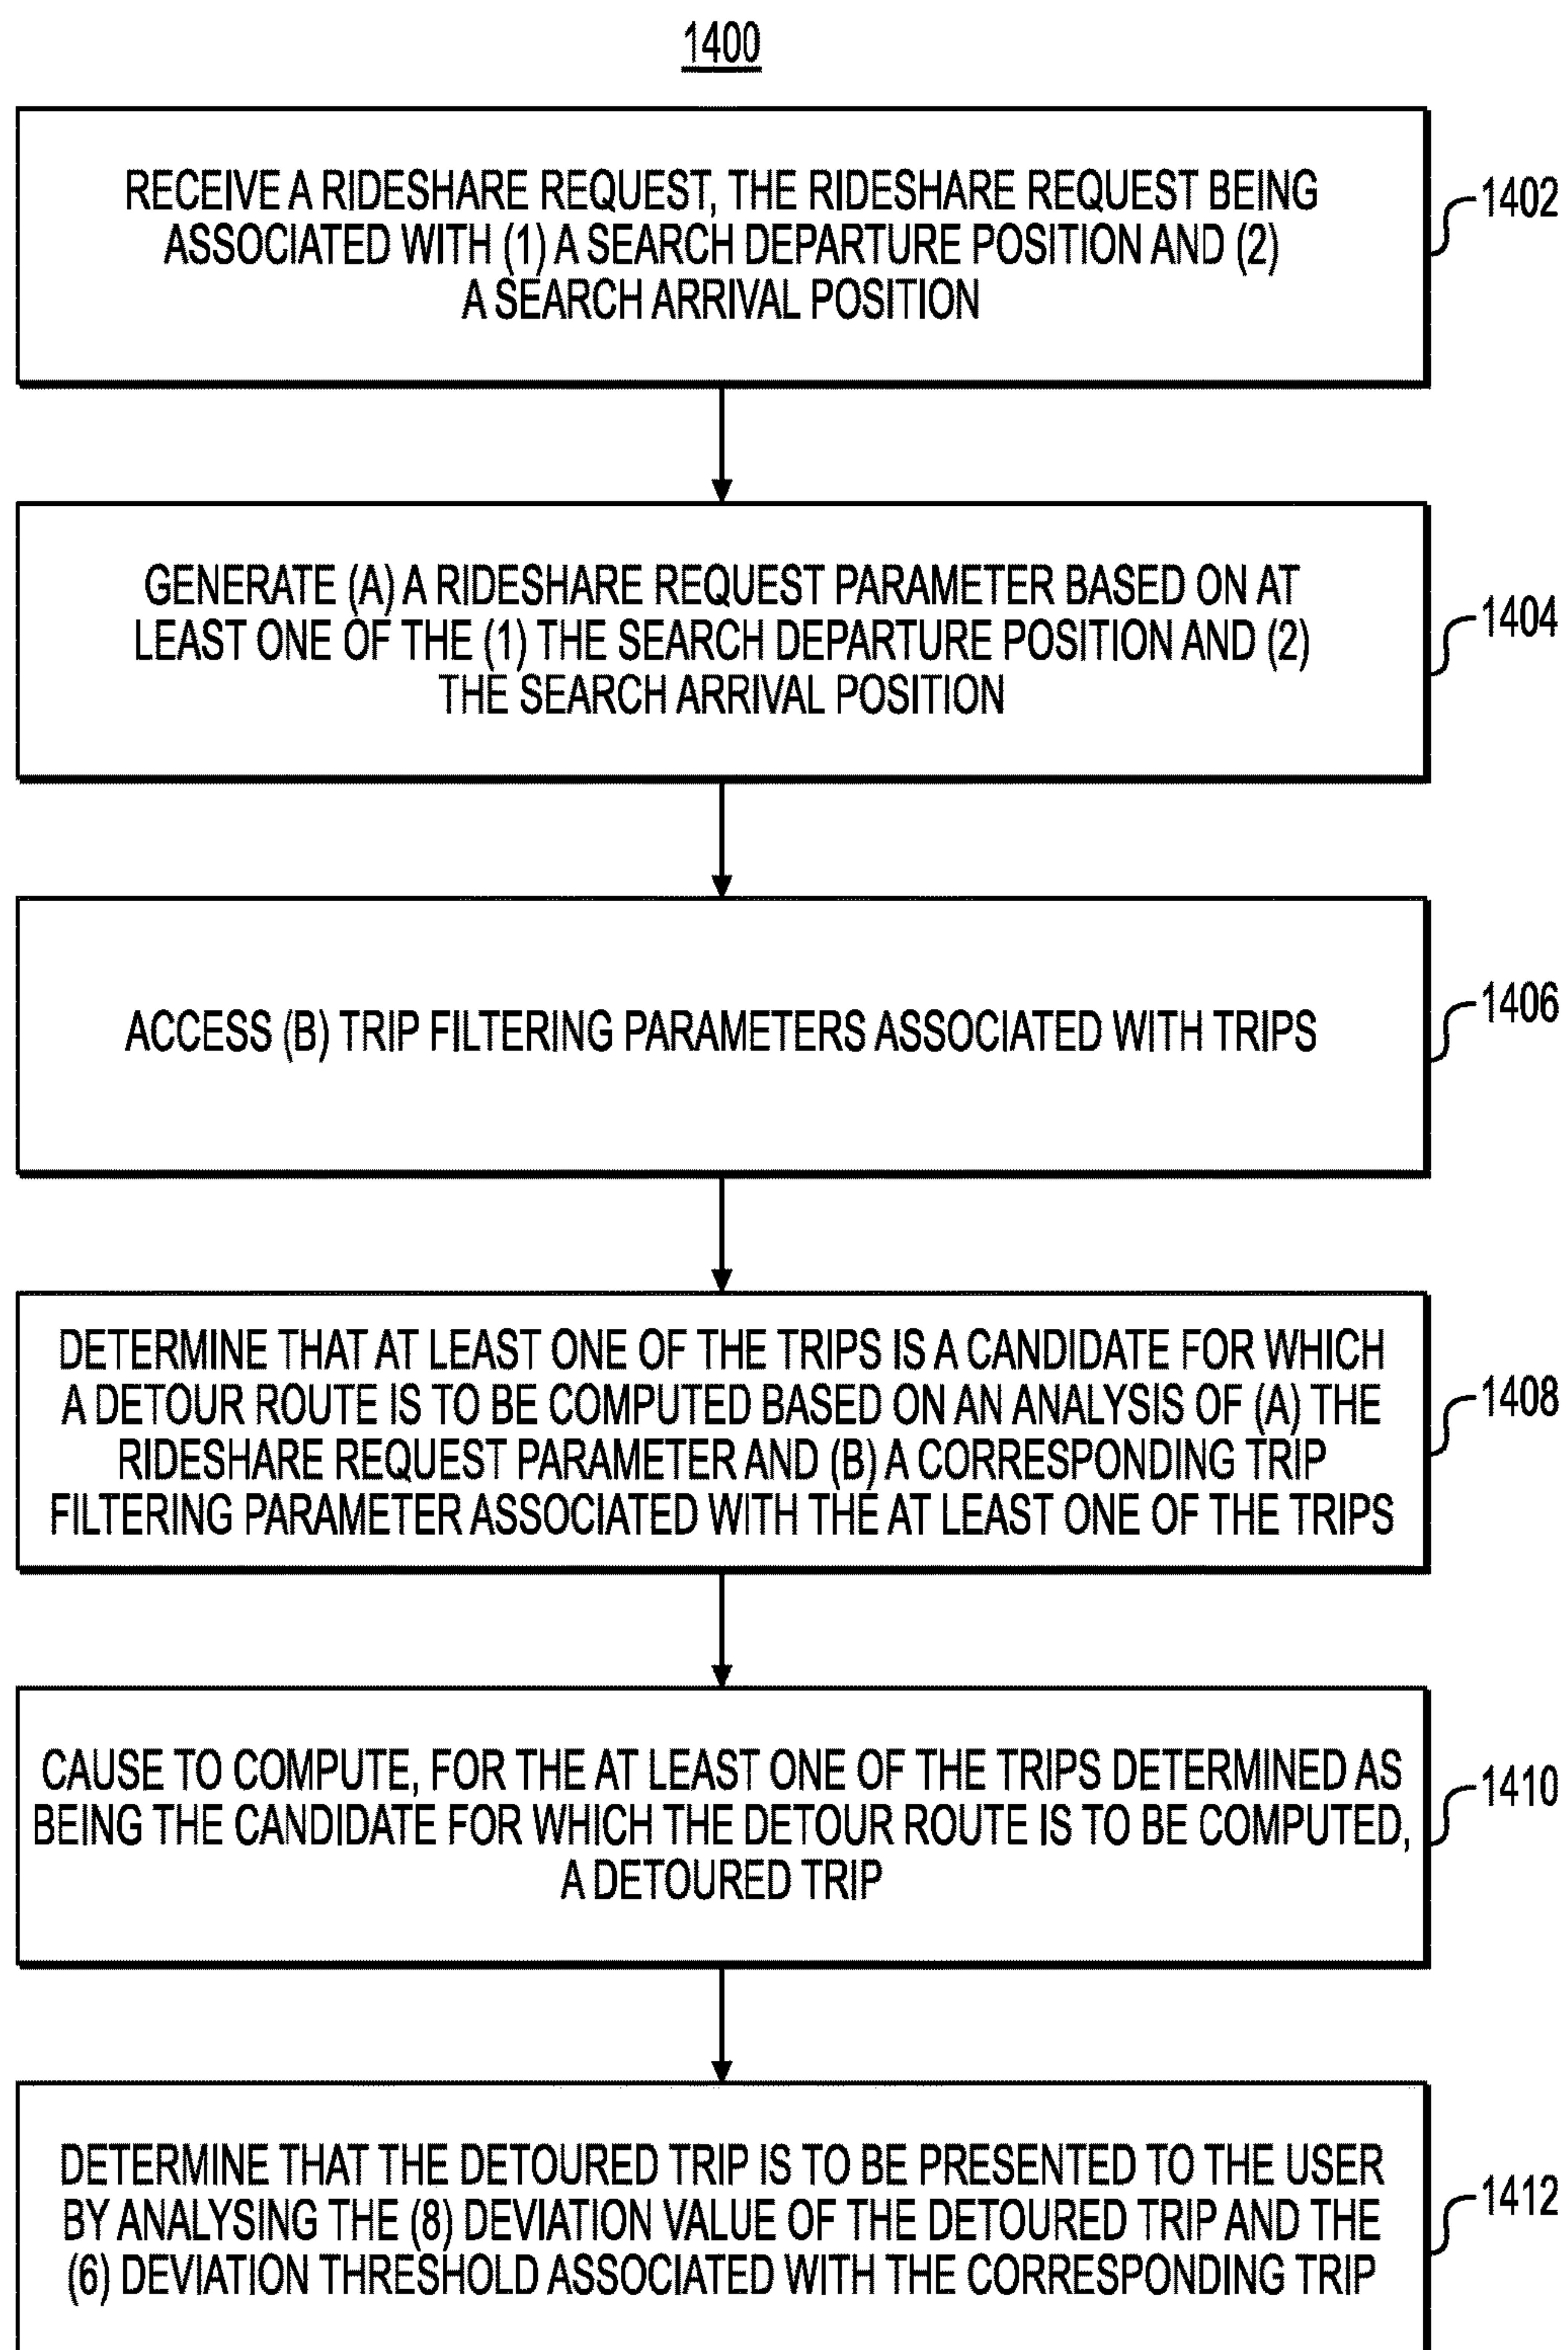 1400
RECEIVE A RIDESHARE REQUEST, THE RIDESHARE REQUEST BEING
ASSOCIATED WITH (1) A SEARCH DEPARTURE POSITION AND (2)
A SEARCH ARRIVAL POSITION
1402
GENERATE (A) A RIDESHARE REQUEST PARAMETER BASED ON AT
LEAST ONE OF THE (1) THE SEARCH DEPARTURE POSITION AND (2)
THE SEARCH ARRIVAL POSITION
1404
ACCESS (B) TRIP FILTERING PARAMETERS ASSOCIATED WITH TRIPS
1406
DETERMINE THAT AT LEAST ONE OF THE TRIPS IS A CANDIDATE FOR WHICH
A DETOUR ROUTE IS TO BE COMPUTED BASED ON AN ANALYSIS OF (A) THE
RIDESHARE REQUEST PARAMETER AND (B) A CORRESPONDING TRIP
FILTERING PARAMETER ASSOCIATED WITH THE AT LEAST ONE OF THE TRIPS
1408
CAUSE TO COMPUTE, FOR THE AT LEAST ONE OF THE TRIPS DETERMINED AS
BEING THE CANDIDATE FOR WHICH THE DETOUR ROUTE IS TO BE COMPUTED,
A DETOURED TRIP
1410
DETERMINE THAT THE DETOURED TRIP IS TO BE PRESENTED TO THE USER
BY ANALYSING THE (8) DEVIATION VALUE OF THE DETOURED TRIP AND THE
(6) DEVIATION THRESHOLD ASSOCIATED WITH THE CORRESPONDING TRIP
1412